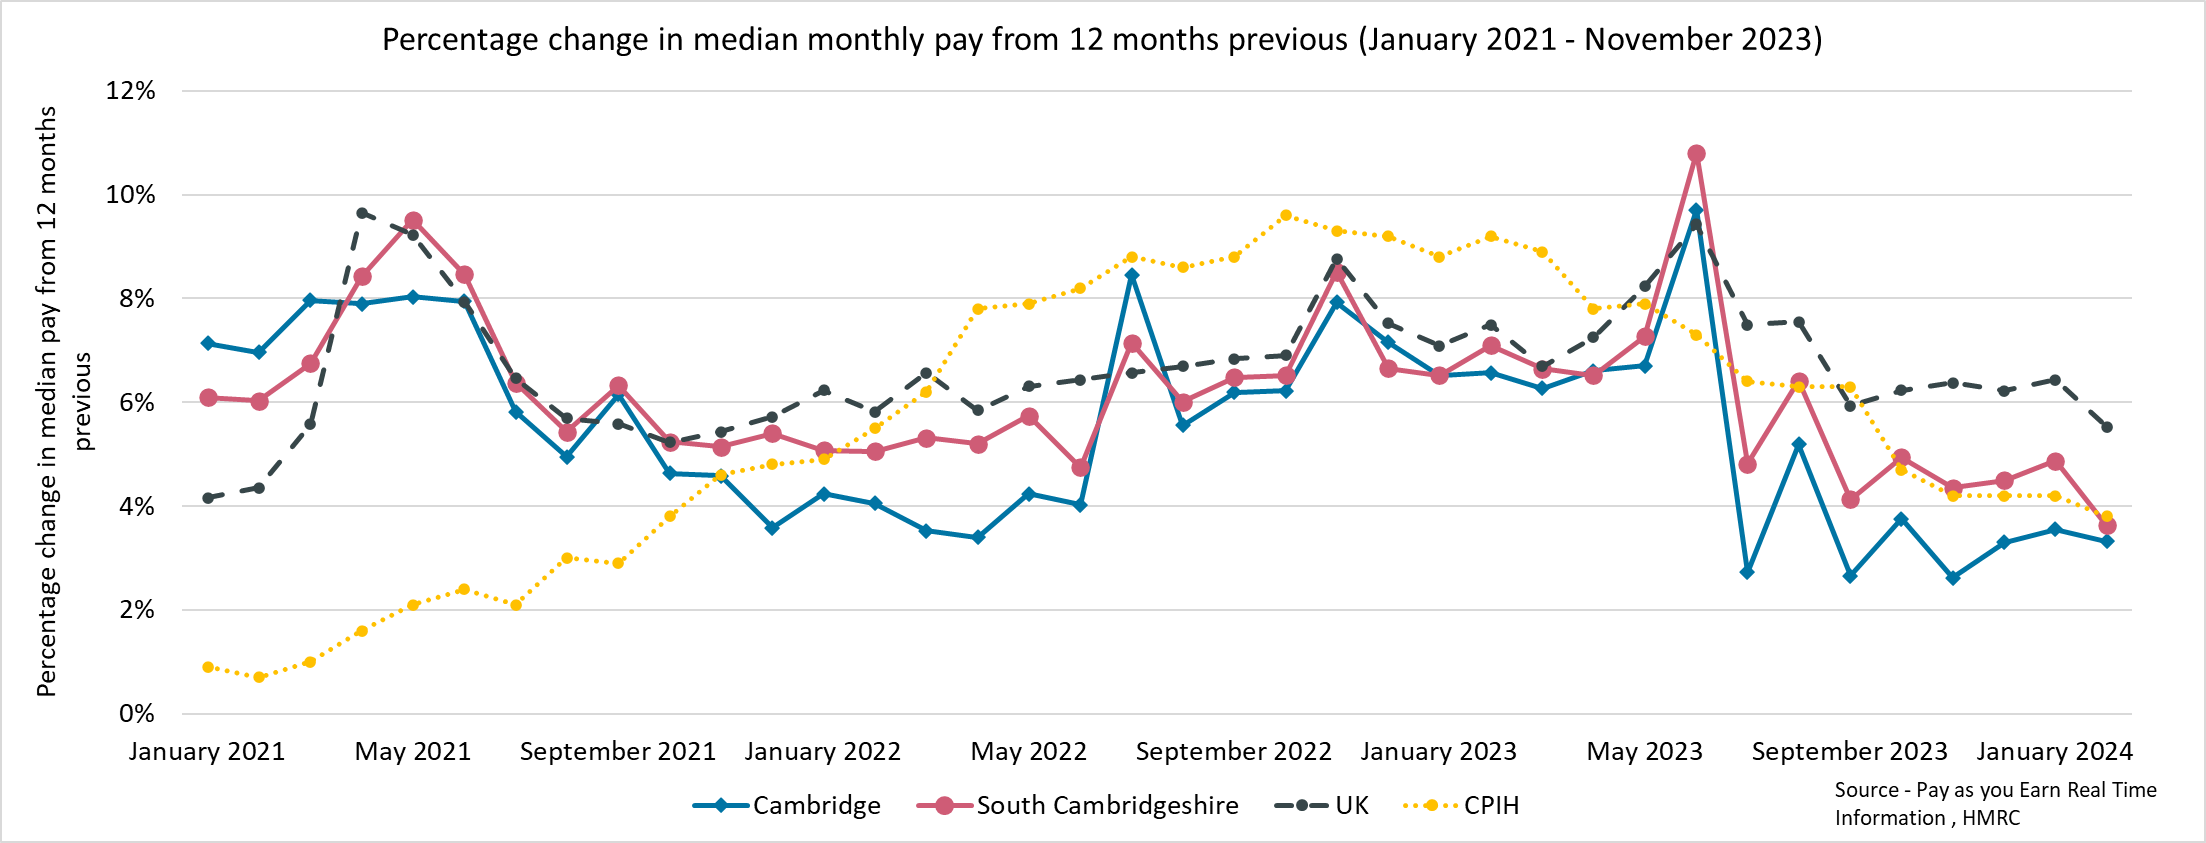 Percentage change in median monthly pay from 12 months previous (January 2021 - November 2023)
Percentage change in median pay from 12 months
previous
12%
10%
8%
6%
4%
2%
0%
January 2021 May 2021 September 2021 January 2022 May 2022 September 2022 January 2023 May 2023 September 2023 January 2024
Cambridge South Cambridgeshire UK CPIH
Source - Pay as you Earn Real Time
Information , HMRC